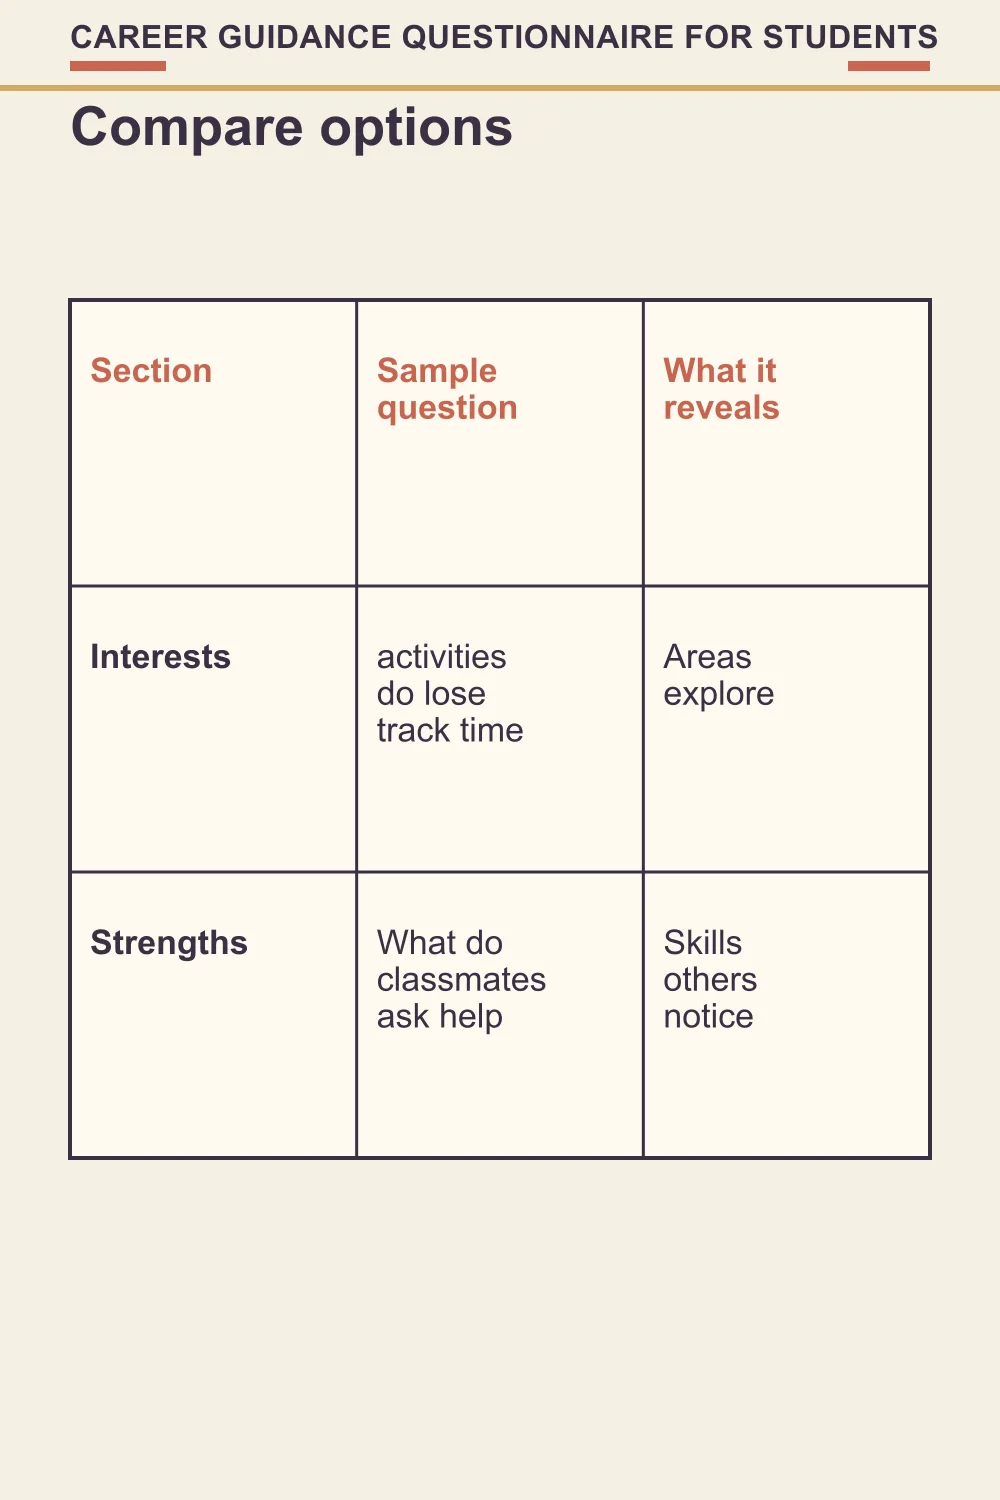 CAREER GUIDANCE QUESTIONNAIRE FOR STUDENTS
Compare options
Section
Sample
question
What it
reveals
Interests
activities
do lose
track time
Areas
explore
Strengths
What do
classmates
ask help
Skills
others
notice